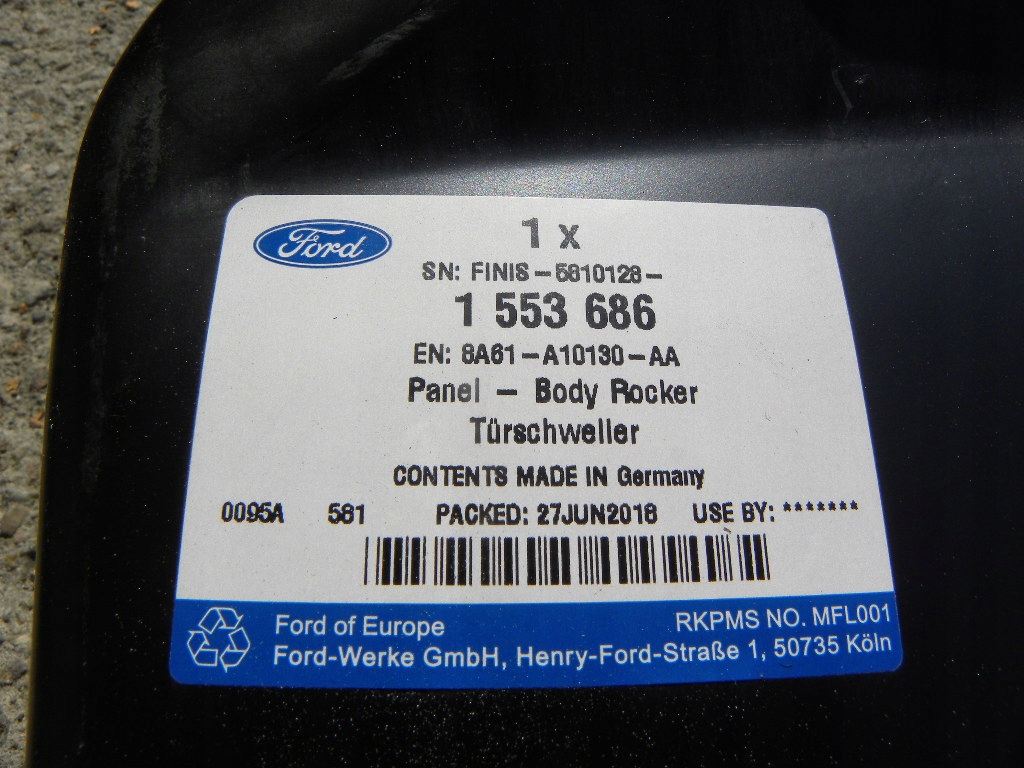 Ford
1 x
SN: FINIS-5810128-
1 553 686
EN: 8A61-A10130-AA
Panel - Body Rocker
Türschweller
CONTENTS MADE IN Germany
0095A 581 PACKED: 27JUN2018 USE BY: *******
Ford of Europe RKPMS NO. MFL001
Ford-Werke GmbH, Henry-Ford-Straße 1, 50735 Köln